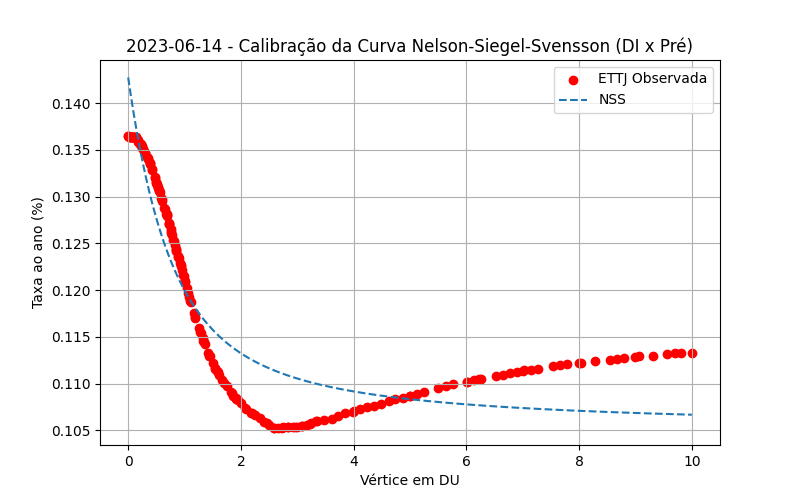 2023-06-14 - Calibração da Curva Nelson-Siegel-Svensson (DI x Pré)
ETTJ Observada
NSS
0.140
0.135
0.130
0.125
0.120
0.115
0.110
0.105
Taxa ao ano (%)
0
2
4
6
8
10
Vértice em DU